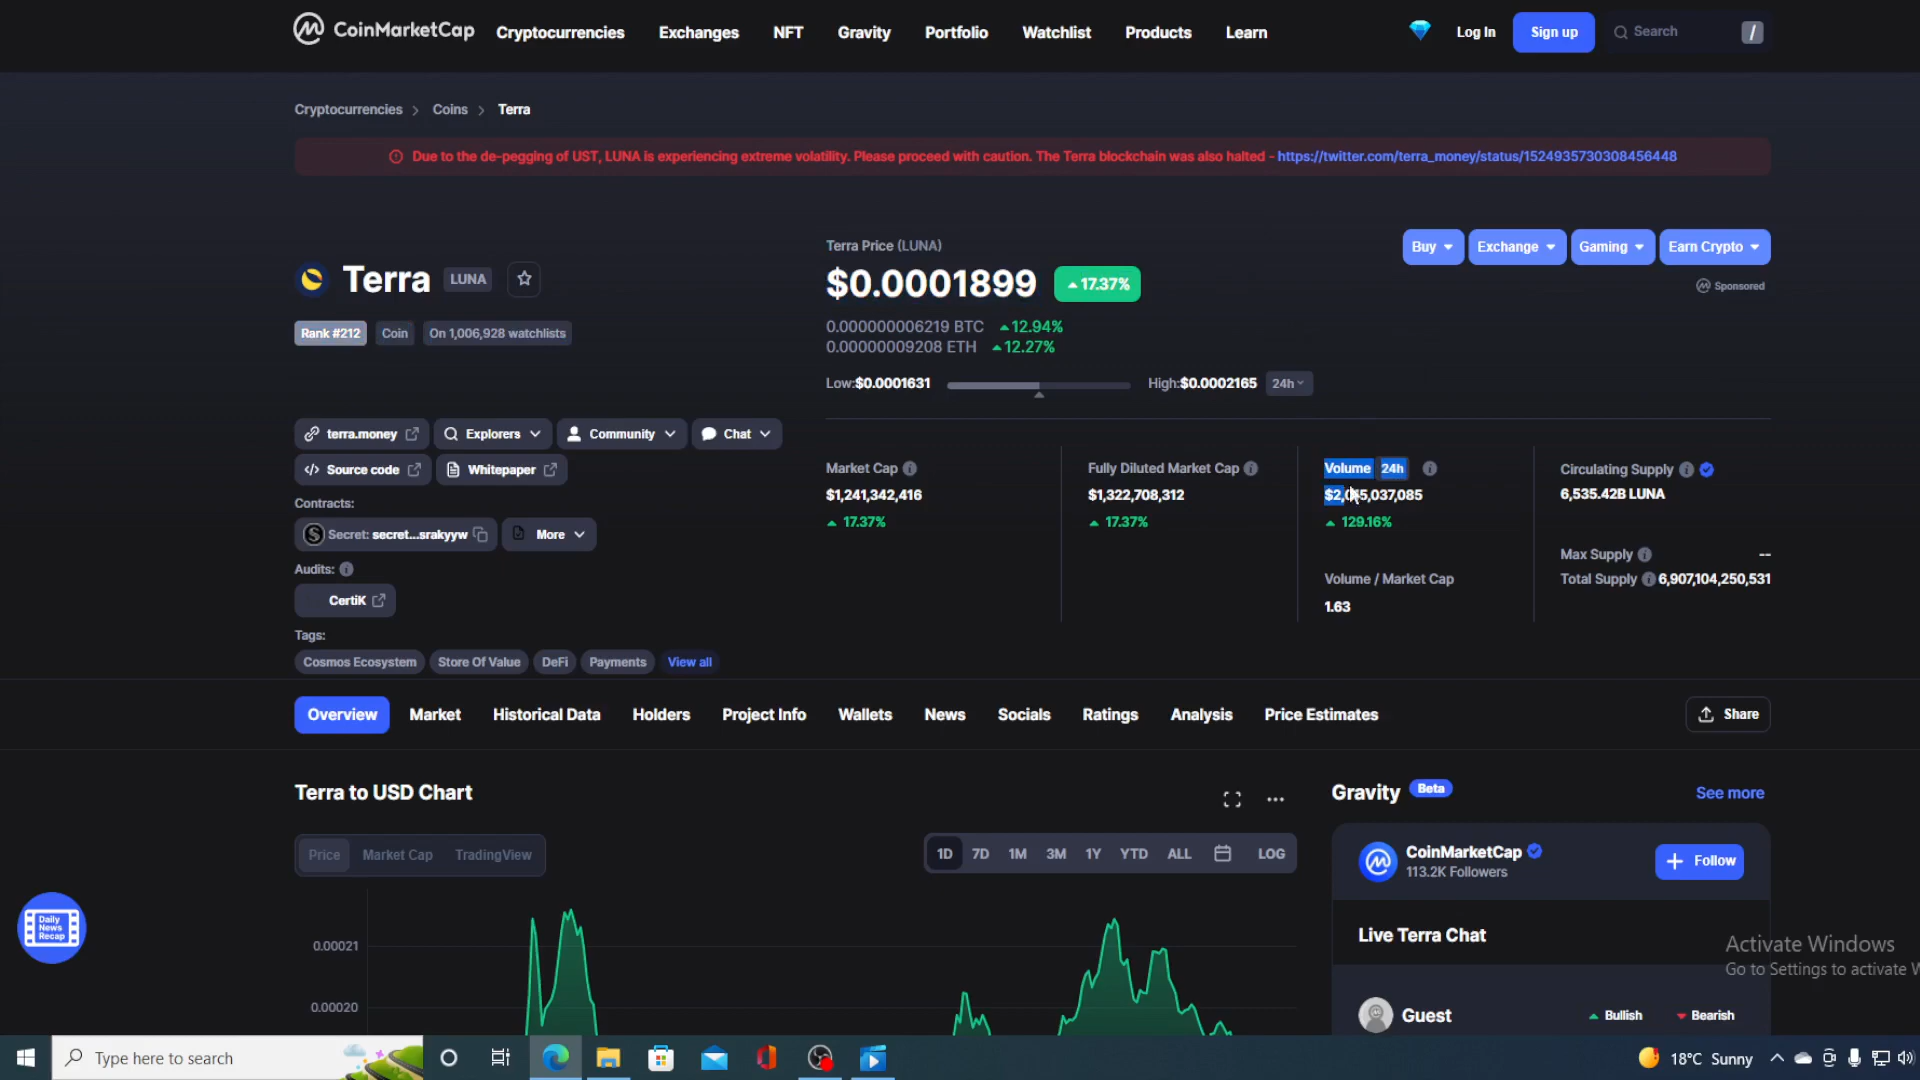 CoinMarketCap
Cryptocurrencies
Exchanges
NFT
Gravity
Portfolio
Watchlist
Products
Learn
Log In
Sign up
Search
/
Cryptocurrencies > Coins > Terra
Due to the de-pegging of UST, LUNA is experiencing extreme volatility. Please proceed with caution. The Terra blockchain was also halted - https://twitter.com/terra_money/status/1524935730308456448
Terra LUNA
Rank #212
Coin
On 1,006,928 watchlists
Terra Price (LUNA)
$0.0001899
17.37%
0.000000006219 BTC 12.94%
0.00000009208 ETH 12.27%
Low:$0.0001631
High:$0.0002165
24h
Buy
Exchange
Gaming
Earn Crypto
Sponsored
terra.money
Explorers
Community
Chat
Source code
Whitepaper
Contracts:
Secret: secret...srakyyw
More
Audits:
CertiK
Tags:
Cosmos Ecosystem
Store Of Value
DeFi
Payments
View all
Market Cap
$1,241,342,416
17.37%
Fully Diluted Market Cap
$1,322,708,312
17.37%
Volume 24h
129.16%
Volume / Market Cap
1.63
Circulating Supply
6,535.42B LUNA
Max Supply --
Total Supply 6,907,104,250,531
Overview
Market
Historical Data
Holders
Project Info
Wallets
News
Socials
Ratings
Analysis
Price Estimates
Share
Terra to USD Chart
Price
Market Cap
TradingView
1D
7D
1M
3M
1Y
YTD
ALL
LOG
0.00021
0.00020
Gravity Beta
See more
CoinMarketCap
113.2K Followers
+ Follow
Live Terra Chat
Guest
Bullish
Bearish
Daily
News
Recap
Activate Windows
Go to Settings to activate W
Type here to search
18°C Sunny